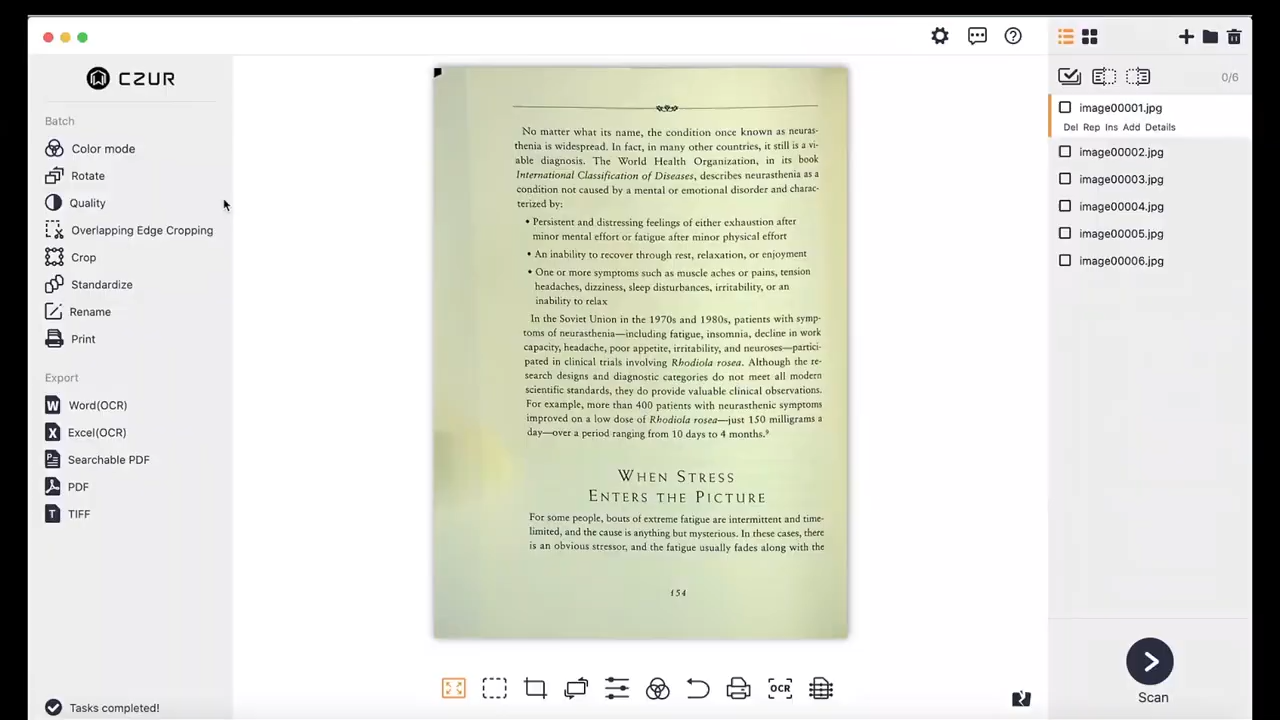 CZUR
Batch
Color mode
Rotate
Quality
Overlapping Edge Cropping
Crop
Standardize
Rename
Print
Export
Word(OCR)
Excel(OCR)
Searchable PDF
PDF
TIFF
Tasks completed!
No matter what its name, the condition once known as neuras-
thenia is widespread. In fact, in many other countries, it still is a vi-
able diagnosis. The World Health Organization, in its book
International Classification of Diseases, describes neurasthenia as a
condition not caused by a mental or emotional disorder and charac-
terized by:
• Persistent and distressing feelings of either exhaustion after
minor mental effort or fatigue after minor physical effort
• An inability to recover through rest, relaxation, or enjoyment
• One or more symptoms such as muscle aches or pains, tension
headaches, dizziness, sleep disturbances, irritability, or an
inability to relax
In the Soviet Union in the 1970s and 1980s, patients with symp-
toms of neurasthenia—including fatigue, insomnia, decline in work
capacity, headache, poor appetite, irritability, and neuroses—partici-
pated in clinical trials involving Rhodiola rosea. Although the re-
search designs and diagnostic categories do not meet all modern
scientific standards, they do provide valuable clinical observations.
For example, more than 400 patients with neurasthenic symptoms
improved on a low dose of Rhodiola rosea—just 150 milligrams a
day—over a period ranging from 10 days to 4 months.⁹
WHEN STRESS
ENTERS THE PICTURE
For some people, bouts of extreme fatigue are intermittent and time-
limited, and the cause is anything but mysterious. In these cases, there
is an obvious stressor, and the fatigue usually fades along with the
154
OCR
0/6
image00001.jpg
Del Rep Ins Add Details
image00002.jpg
image00003.jpg
image00004.jpg
image00005.jpg
image00006.jpg
Scan